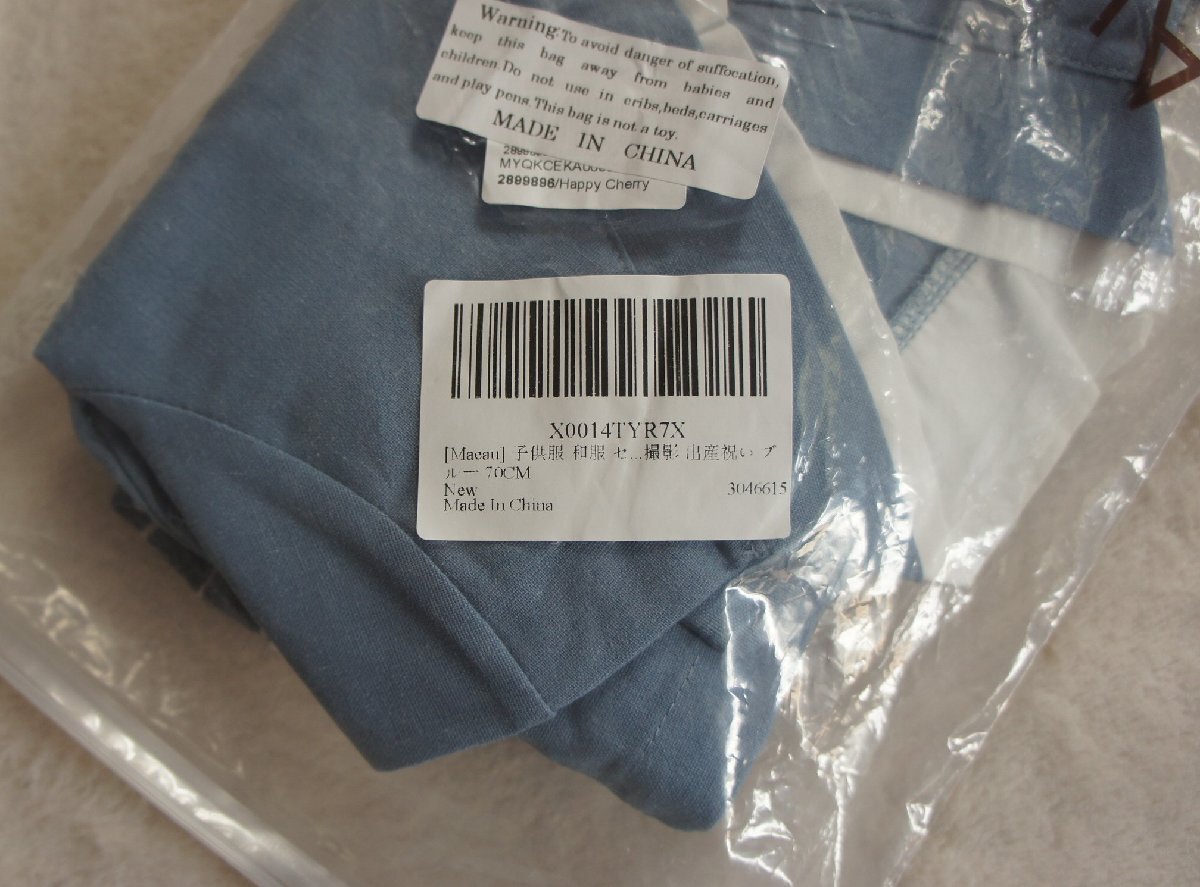 Warning:To avoid danger of suffocation,
keep this bag away from babies and
children.Do not use in cribs,beds,carriages
and play pens.This bag is not a toy.
MADE IN CHINA
2899896/Happy Cherry
X0014TYR7X
[Macau] 子供服 和服 セ...撮影 出産祝い ブ
ルー 70CM
New 3046615
Made In China